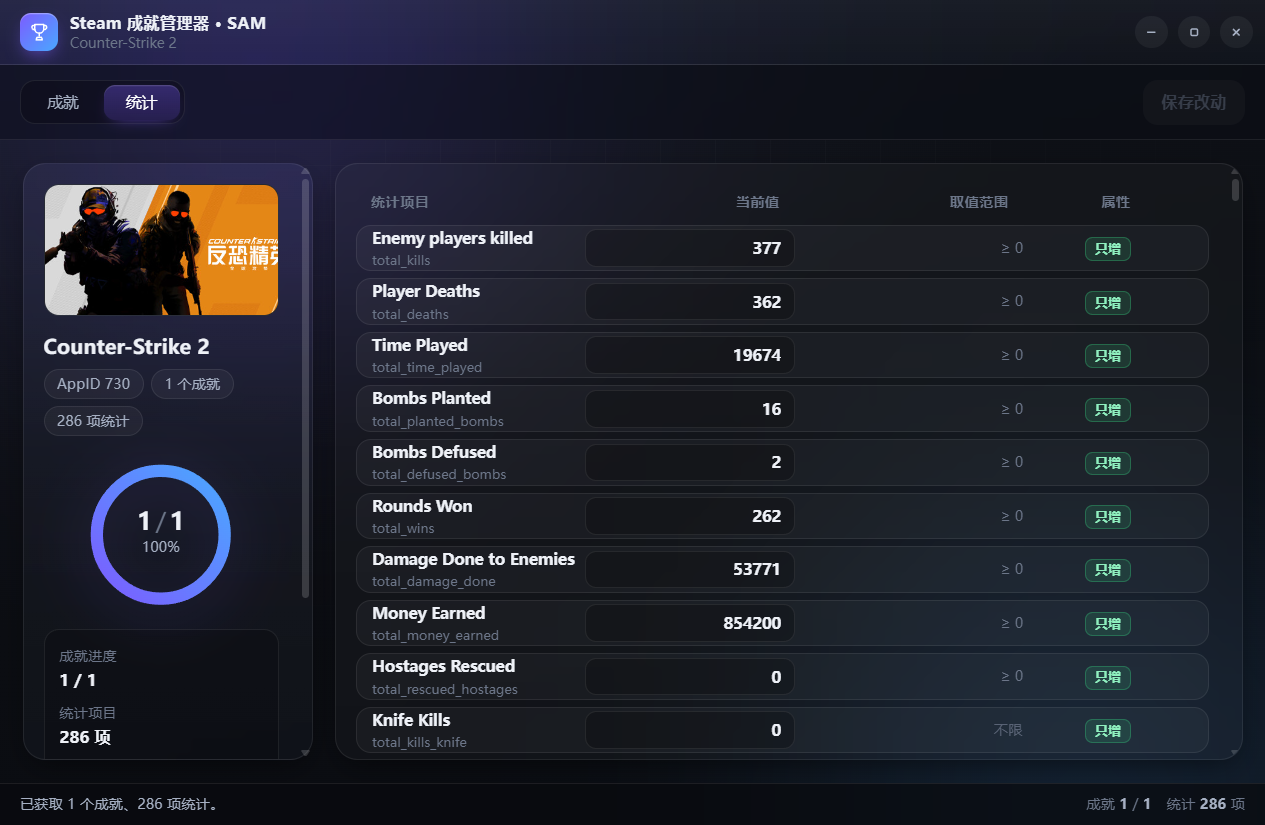 Steam 成就管理器 • SAM
Counter-Strike 2
成就 统计 保存改动
COUNTER STRI
反恐精英
Counter-Strike 2
AppID 730 1 个成就
286 项统计
1 / 1
100%
成就进度
1 / 1
统计项目
286 项
统计项目 当前值 取值范围 属性
Enemy players killed
total_kills
377 ≥ 0 只增
Player Deaths
total_deaths
362 ≥ 0 只增
Time Played
total_time_played
19674 ≥ 0 只增
Bombs Planted
total_planted_bombs
16 ≥ 0 只增
Bombs Defused
total_defused_bombs
2 ≥ 0 只增
Rounds Won
total_wins
262 ≥ 0 只增
Damage Done to Enemies
total_damage_done
53771 ≥ 0 只增
Money Earned
total_money_earned
854200 ≥ 0 只增
Hostages Rescued
total_rescued_hostages
0 ≥ 0 只增
Knife Kills
total_kills_knife
0 不限 只增
已获取 1 个成就、286 项统计。
成就 1 / 1 统计 286 项